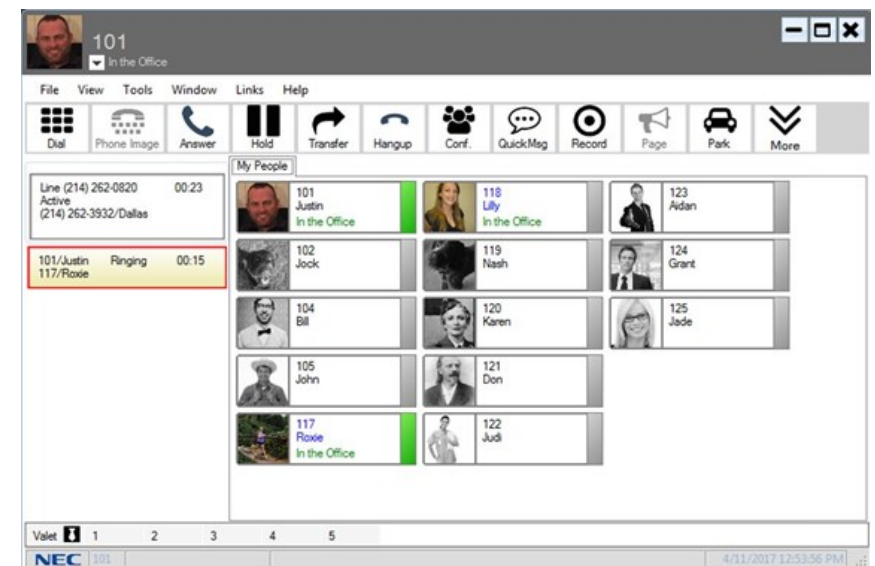 101
In the Office
File View Tools Window Links Help
Dial Phone Image Answer Hold Transfer Hangup Conf. QuickMsg Record Page Park More
My People
Line (214) 262-0820 00:23
Active
(214) 262-3932/Dallas
101/Justin Ringing 00:15
117/Roxie
101
Justin
In the Office
118
Lilly
In the Office
123
Aidan
102
Jock
119
Nash
124
Grant
104
Bill
120
Karen
125
Jade
105
John
121
Don
117
Roxie
In the Office
122
Judi
Valet 1 2 3 4 5
NEC 101 4/11/2017 12:53:56 PM